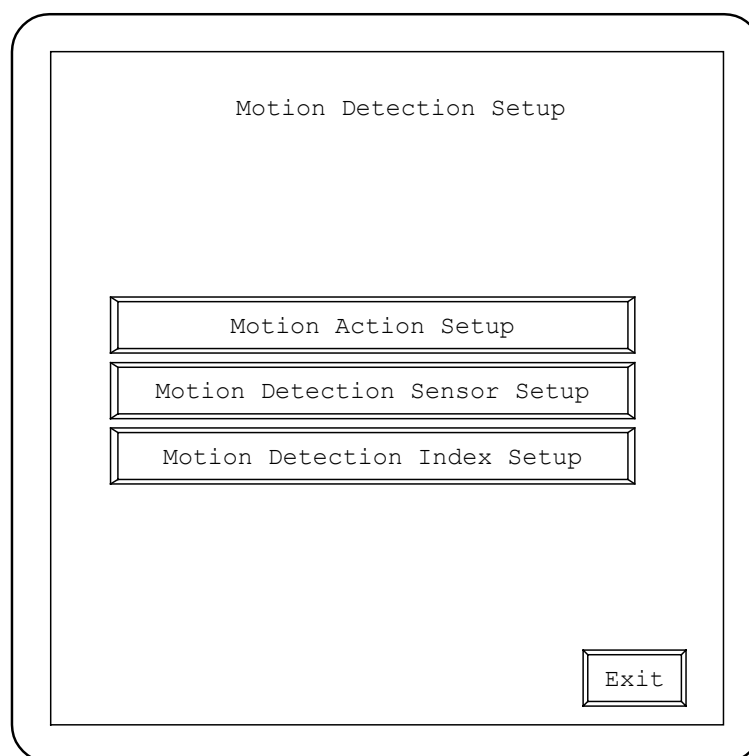 Motion Detection Setup
Motion Action Setup
Motion Detection Sensor Setup
Motion Detection Index Setup
Exit